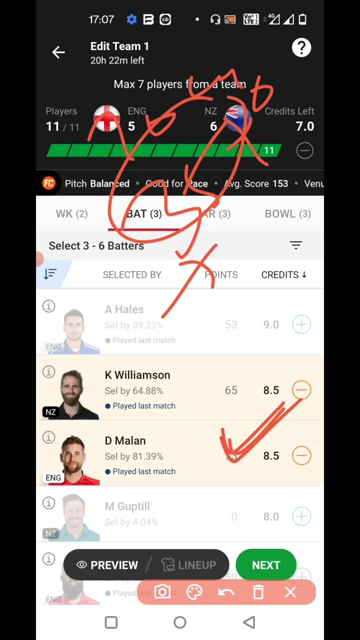 17:07
Edit Team 1
20h 22m left
Max 7 players from a team
Players
11 / 11
ENG
5
NZ
6
Credits Left
7.0
11
FC Pitch Balanced • Good for Pace • Avg. Score 153 • Venu
WK (2) BAT (3) AR (3) BOWL (3)
Select 3 - 6 Batters
SELECTED BY POINTS CREDITS ↓
A Hales
Sel by 39.33% 53 9.0
Played last match
ENG
K Williamson
Sel by 64.88% 65 8.5
Played last match
NZ
D Malan
Sel by 81.39% 8.5
Played last match
ENG
M Guptill
Sel by 4.04% 0 8.0
NZ
PREVIEW / LINEUP NEXT
ENG